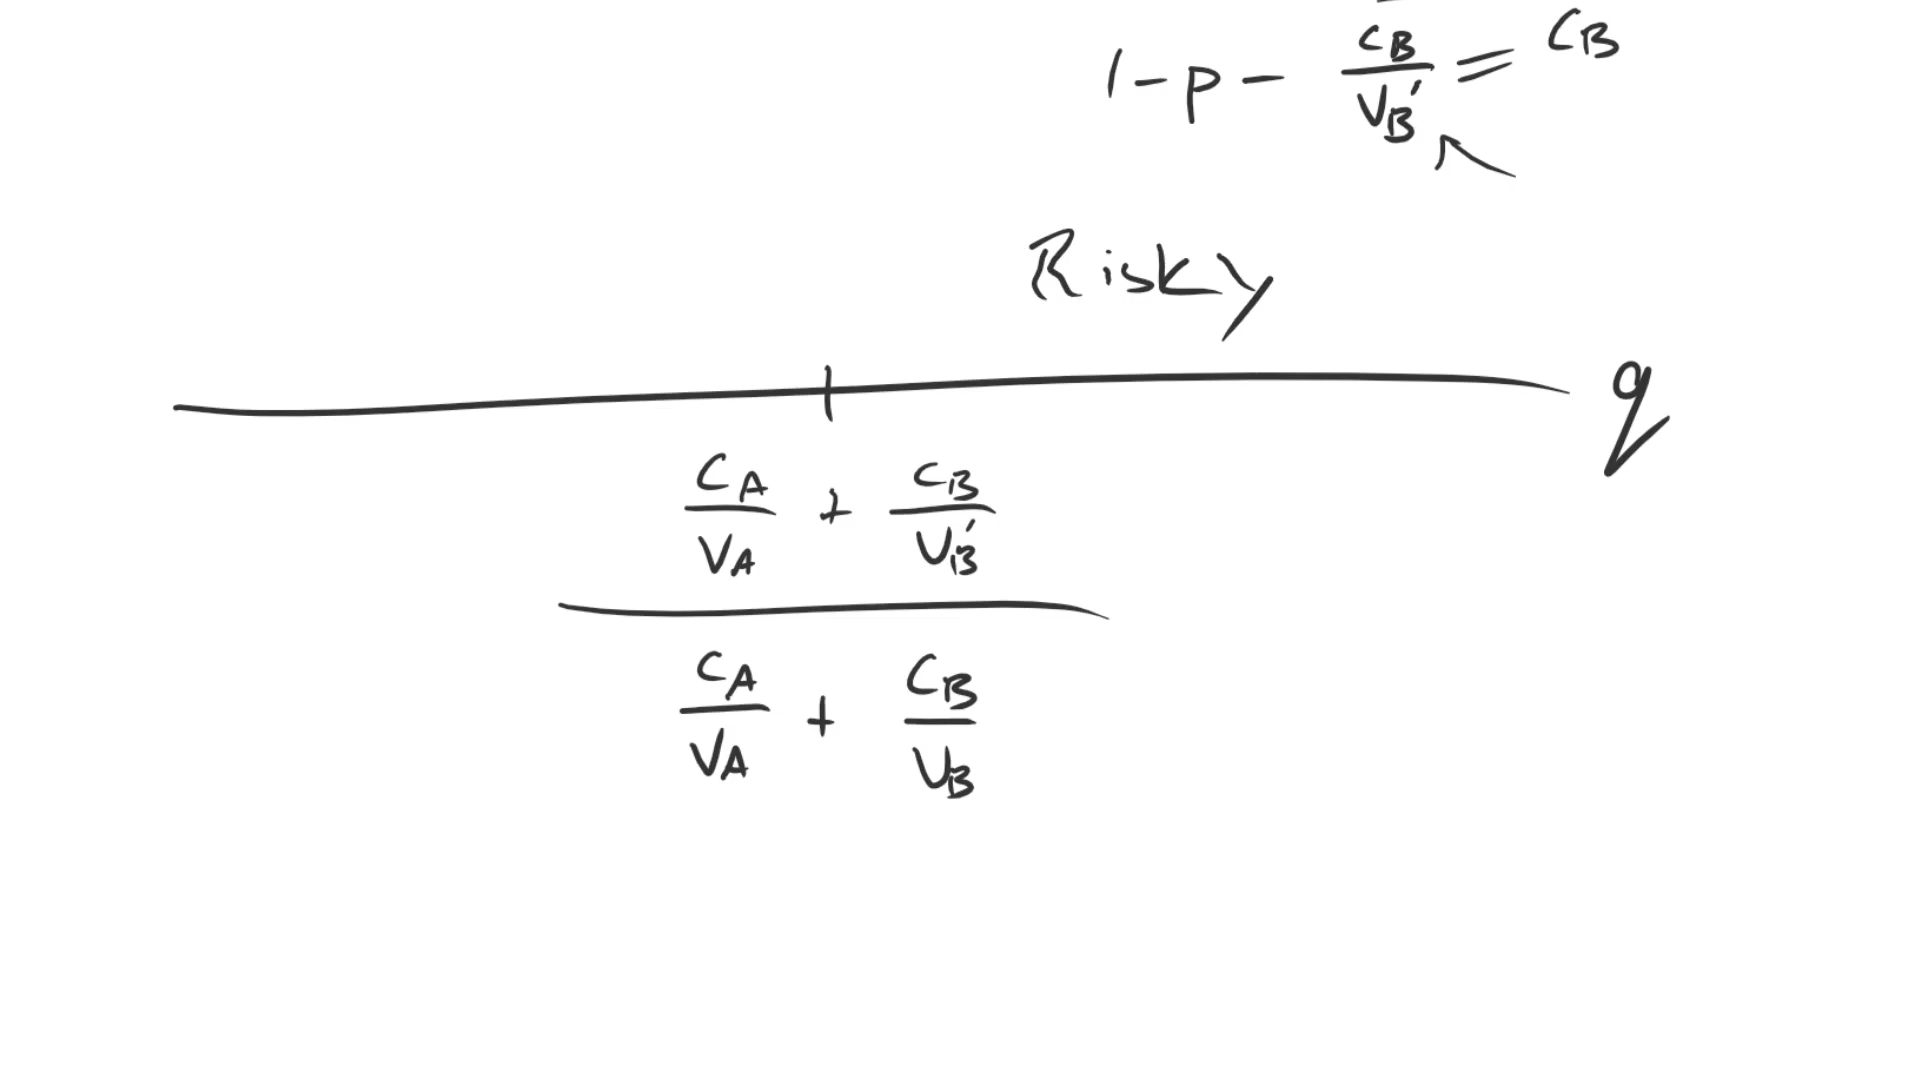 1 - p - C_B / V_B' = C_B
Risky
q
C_A / V_A + C_B / V_B'
C_A / V_A + C_B / V_B